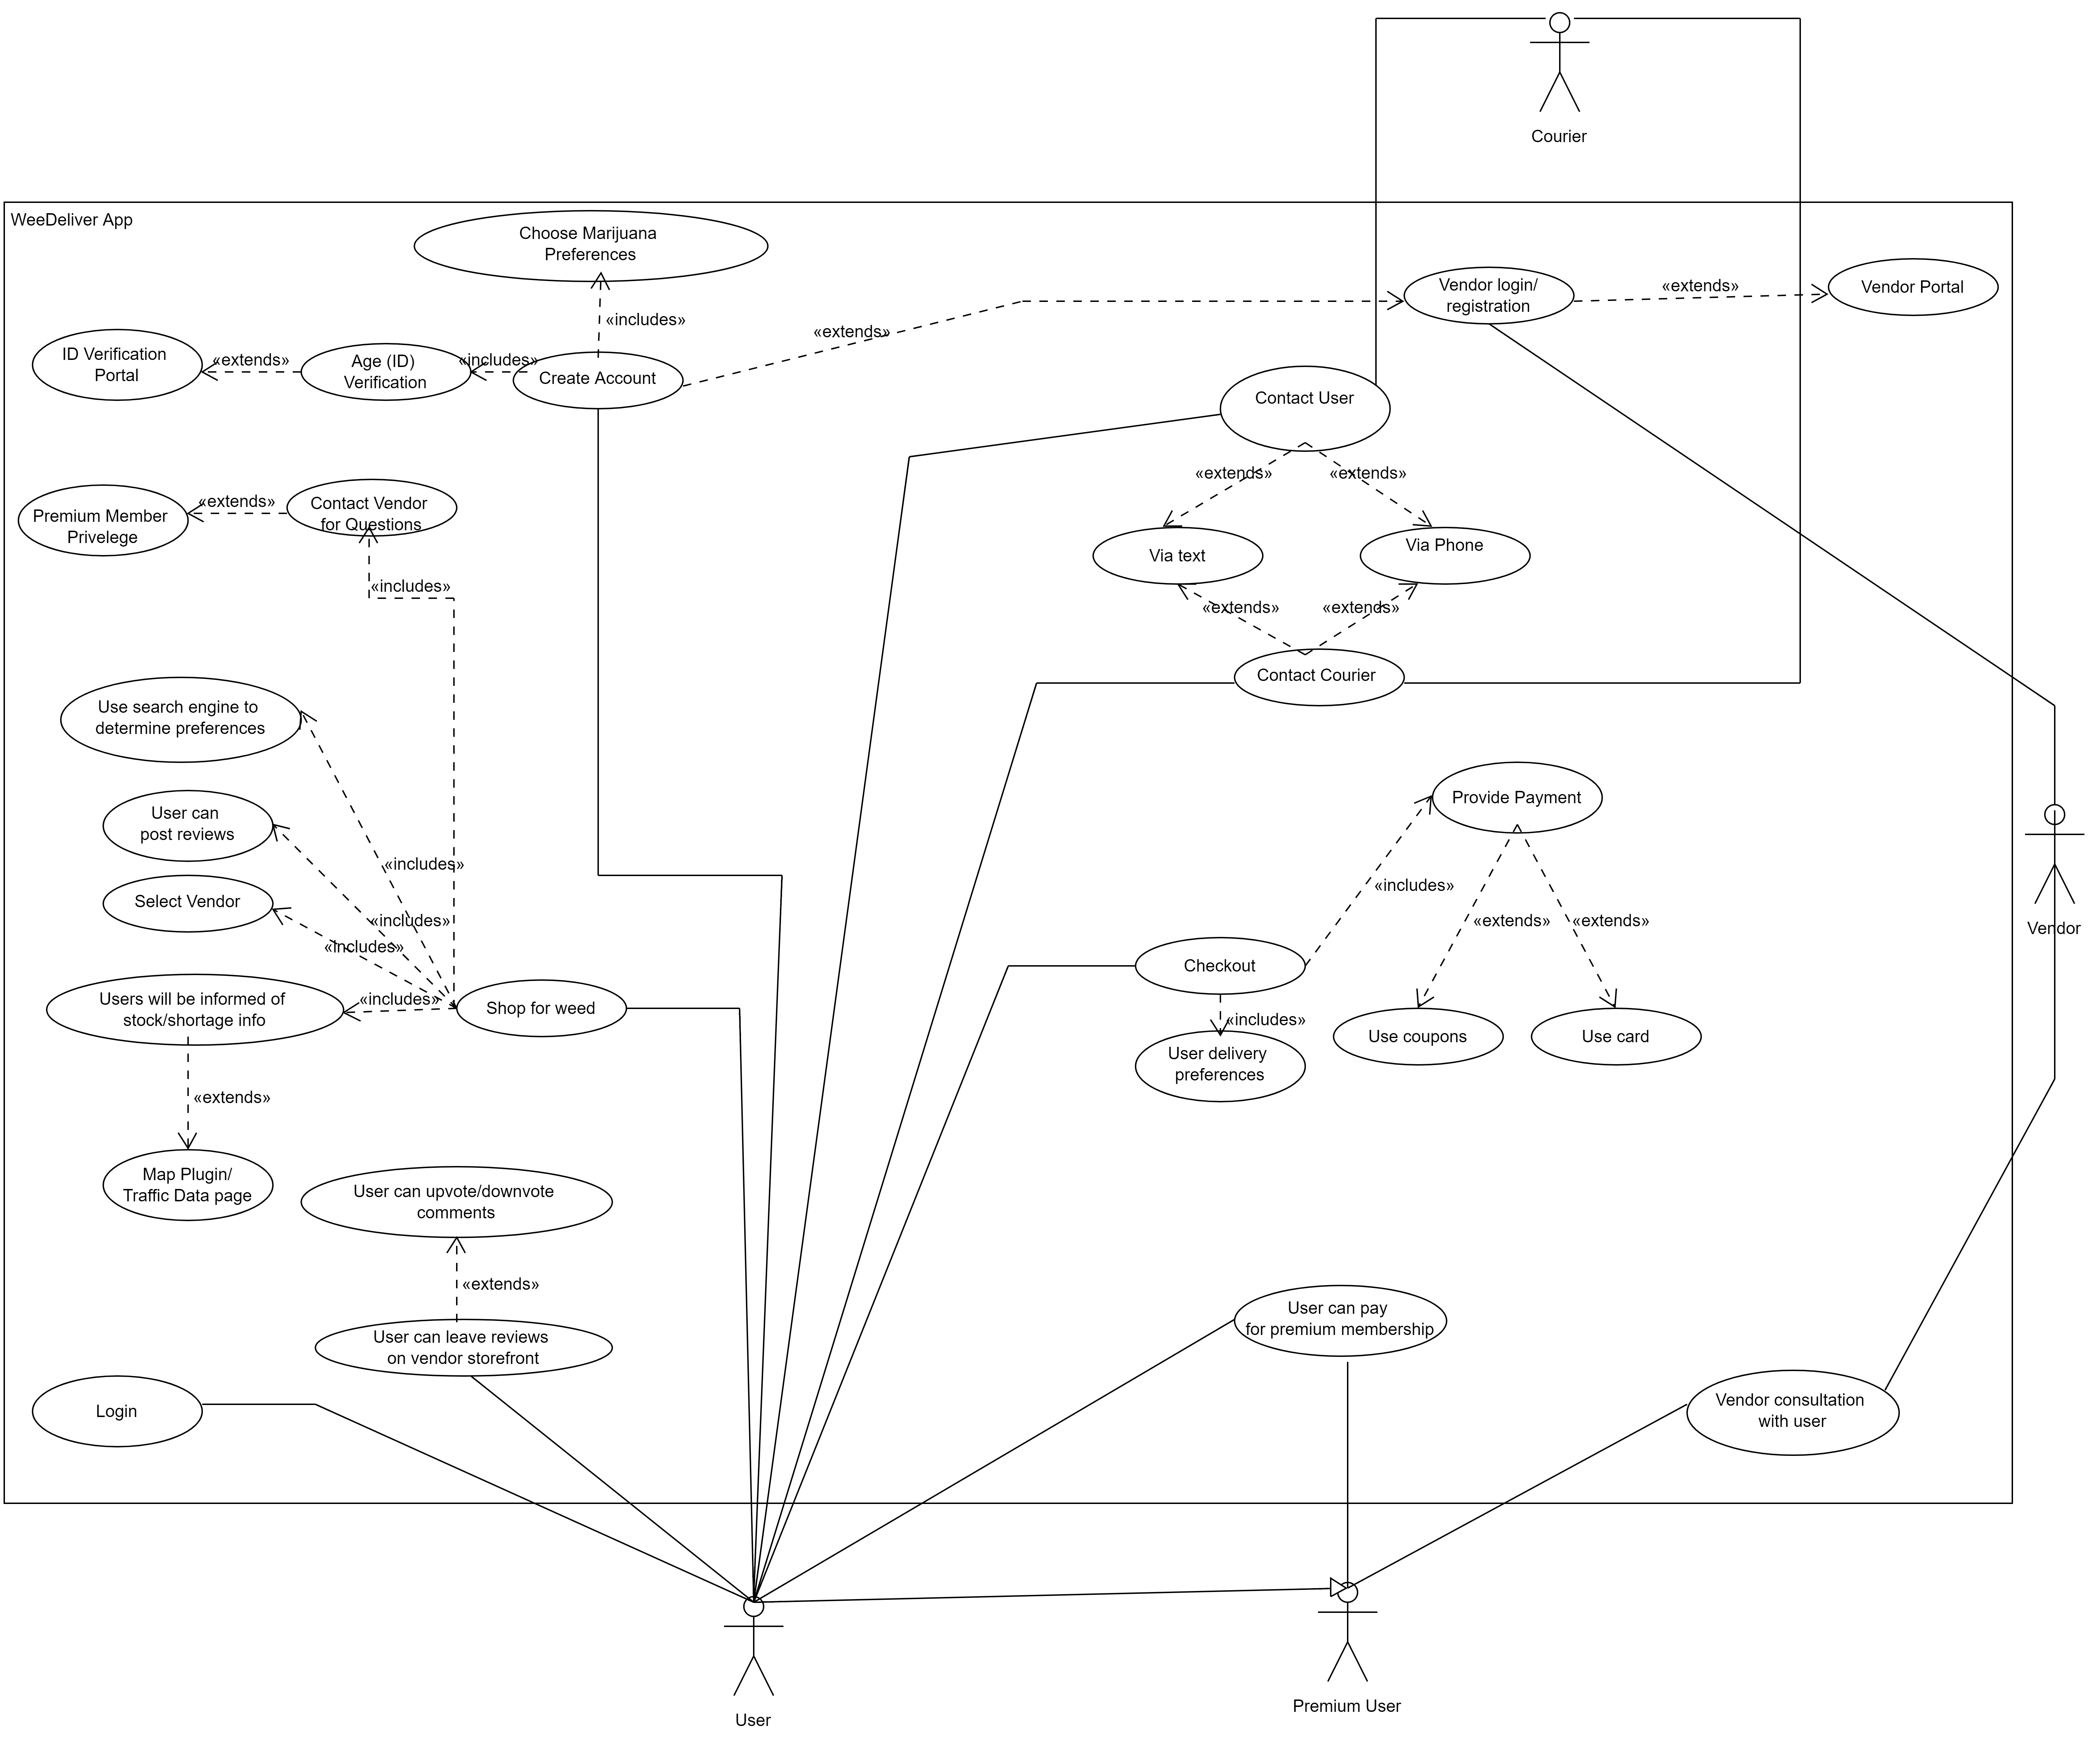 Courier
WeeDeliver App
Choose Marijuana
Preferences
«includes»
Vendor login/
registration
«extends»
Vendor Portal
«extends»
ID Verification
Portal
«extends»
Age (ID)
Verification
«includes»
Create Account
Contact User
«extends»
«extends»
Premium Member
Privelege
«extends»
Contact Vendor
for Questions
«includes»
Via text
Via Phone
«extends»
«extends»
Contact Courier
Use search engine to
determine preferences
User can
post reviews
«includes»
Select Vendor
«includes»
«includes»
Users will be informed of
stock/shortage info
«includes»
Shop for weed
«extends»
Map Plugin/
Traffic Data page
Provide Payment
«includes»
«extends»
«extends»
Checkout
«includes»
User delivery
preferences
Use coupons
Use card
Vendor
User can upvote/downvote
comments
«extends»
User can leave reviews
on vendor storefront
Login
User can pay
for premium membership
Vendor consultation
with user
User
Premium User